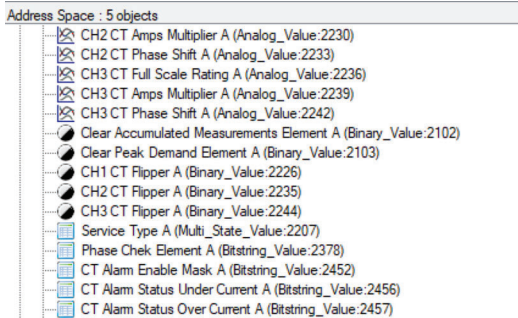 Address Space : 5 objects
CH2 CT Amps Multiplier A (Analog_Value:2230)
CH2 CT Phase Shift A (Analog_Value:2233)
CH3 CT Full Scale Rating A (Analog_Value:2236)
CH3 CT Amps Multiplier A (Analog_Value:2239)
CH3 CT Phase Shift A (Analog_Value:2242)
Clear Accumulated Measurements Element A (Binary_Value:2102)
Clear Peak Demand Element A (Binary_Value:2103)
CH1 CT Flipper A (Binary_Value:2226)
CH2 CT Flipper A (Binary_Value:2235)
CH3 CT Flipper A (Binary_Value:2244)
Service Type A (Multi_State_Value:2207)
Phase Chek Element A (Bitstring_Value:2378)
CT Alarm Enable Mask A (Bitstring_Value:2452)
CT Alarm Status Under Current A (Bitstring_Value:2456)
CT Alarm Status Over Current A (Bitstring_Value:2457)